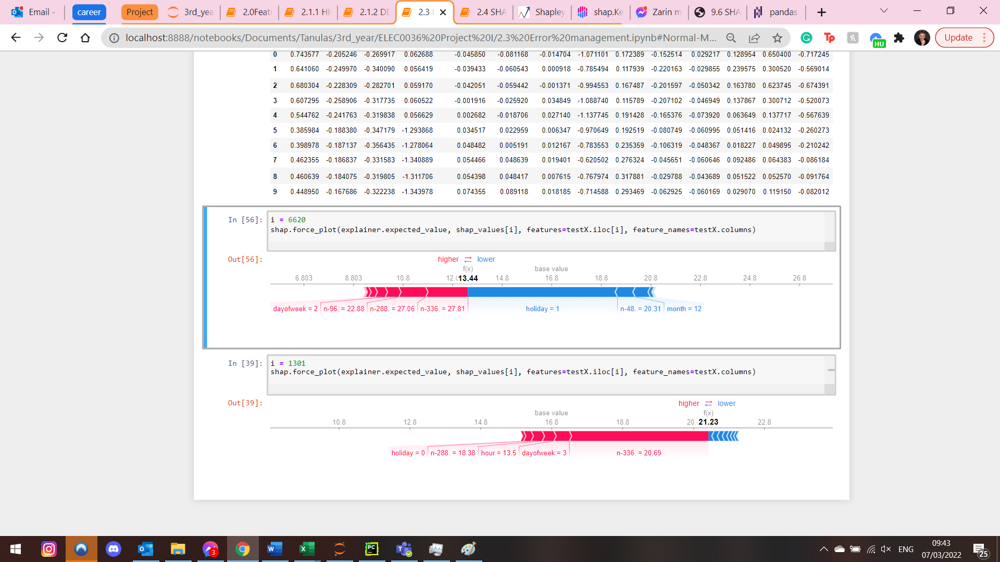 Email -
career
Project
3rd_yea
2.0Featu
2.1.1 HH
2.1.2 DE
2.3
2.4 SHA
Shapley
shap.Ke
Zarin m
9.6 SHA
pandas.
localhost:8888/notebooks/Documents/Tanulas/3rd_year/ELEC0036%20Project%20I/2.3%20Error%20management.ipynb#Normal-M...
HU
Update
0 0.743577 -0.205246 -0.269917 0.062688 -0.045850 -0.081168 -0.014704 -1.071101 0.172389 -0.152514 0.029217 0.128954 0.650400 -0.717245
1 0.641060 -0.249970 -0.340090 0.056419 -0.039433 -0.060543 0.000918 -0.785494 0.117939 -0.220163 -0.029855 0.239575 0.300520 -0.569014
2 0.680304 -0.228309 -0.282701 0.059170 -0.042051 -0.059442 -0.001371 -0.994553 0.167487 -0.201597 -0.050342 0.163780 0.623745 -0.674391
3 0.607295 -0.258906 -0.317735 0.060522 -0.001916 -0.025920 0.034849 -1.088740 0.115789 -0.207102 -0.046949 0.137867 0.300712 -0.520073
4 0.544762 -0.241763 -0.319838 0.056629 0.002682 -0.018706 0.027140 -1.137745 0.191428 -0.165376 -0.073920 0.063649 0.137717 -0.567639
5 0.385984 -0.188380 -0.347179 -1.293868 0.034517 0.022959 0.006347 -0.970649 0.192519 -0.080749 -0.060995 0.051416 0.024132 -0.260273
6 0.398978 -0.187137 -0.356435 -1.278064 0.048482 0.005191 0.012167 -0.783553 0.235359 -0.106319 -0.048367 0.018227 0.049895 -0.210242
7 0.462355 -0.186837 -0.331583 -1.340889 0.054466 0.048639 0.019401 -0.620502 0.276324 -0.045651 -0.060646 0.092486 0.064383 -0.086184
8 0.460639 -0.184075 -0.319805 -1.311706 0.054398 0.048417 0.007615 -0.767974 0.317881 -0.029788 -0.043689 0.051522 0.052570 -0.091764
9 0.448950 -0.167686 -0.322238 -1.343978 0.074355 0.089118 0.018185 -0.714588 0.293469 -0.062925 -0.060169 0.029070 0.119150 -0.082012
In [56]: i = 6620
shap.force_plot(explainer.expected_value, shap_values[i], features=testX.iloc[i], feature_names=testX.columns)
Out[56]:
higher ⇄ lower
f(x) base value
6.803 8.803 10.8 12. 13.44 14.8 16.8 18.8 20.8 22.8 24.8 26.8
dayofweek = 2 n-96. = 22.88 n-288. = 27.06 n-336. = 27.81 holiday = 1 n-48. = 20.31 month = 12
In [39]: i = 1301
shap.force_plot(explainer.expected_value, shap_values[i], features=testX.iloc[i], feature_names=testX.columns)
Out[39]:
higher ⇄ lower
base value f(x)
10.8 12.8 14.8 16.8 18.8 20. 21.23 22.8
holiday = 0 n-288. = 18.38 hour = 13.5 dayofweek = 3 n-336. = 20.69
3
PC
ENG
09:43
07/03/2022
25